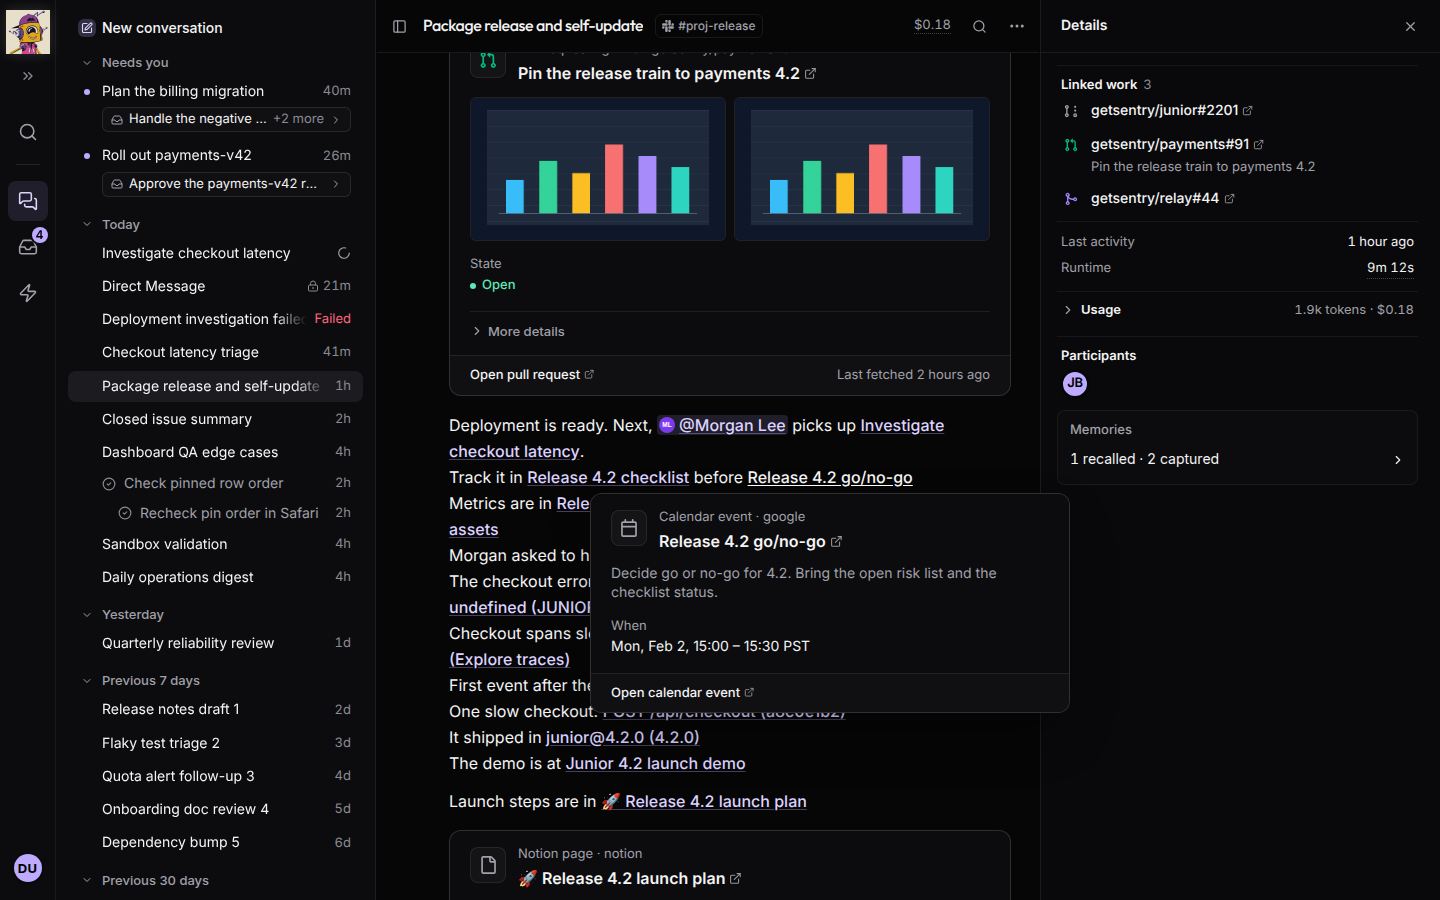 New conversation
Needs you
Plan the billing migration 40m
Handle the negative ... +2 more
Roll out payments-v42 26m
Approve the payments-v42 r...
Today
Investigate checkout latency
Direct Message 21m
Deployment investigation failed Failed
Checkout latency triage 41m
Package release and self-update 1h
Closed issue summary 2h
Dashboard QA edge cases 4h
Check pinned row order 2h
Recheck pin order in Safari 2h
Sandbox validation 4h
Daily operations digest 4h
Yesterday
Quarterly reliability review 1d
Previous 7 days
Release notes draft 1 2d
Flaky test triage 2 3d
Quota alert follow-up 3 4d
Onboarding doc review 4 5d
Dependency bump 5 6d
Previous 30 days
4
DU
Package release and self-update #proj-release $0.18
Pin the release train to payments 4.2
State
Open
More details
Open pull request Last fetched 2 hours ago
Deployment is ready. Next, ML @Morgan Lee picks up Investigate
checkout latency.
Track it in Release 4.2 checklist before Release 4.2 go/no-go
Metrics are in Rele
assets
Morgan asked to h
The checkout error
undefined (JUNIOR
Checkout spans slo
(Explore traces)
First event after the
One slow checkout: POST /api/checkout (a8c0e1b2)
It shipped in junior@4.2.0 (4.2.0)
The demo is at Junior 4.2 launch demo
Launch steps are in 🚀 Release 4.2 launch plan
Notion page · notion
🚀 Release 4.2 launch plan
Calendar event · google
Release 4.2 go/no-go
Decide go or no-go for 4.2. Bring the open risk list and the
checklist status.
When
Mon, Feb 2, 15:00 – 15:30 PST
Open calendar event
Details
Linked work 3
getsentry/junior#2201
getsentry/payments#91
Pin the release train to payments 4.2
getsentry/relay#44
Last activity 1 hour ago
Runtime 9m 12s
Usage 1.9k tokens · $0.18
Participants
JB
Memories
1 recalled · 2 captured